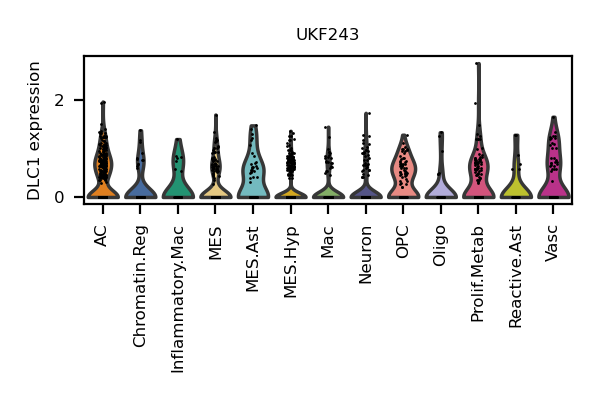 UKF243
DLC1 expression
2
0
AC
Chromatin.Reg
Inflammatory.Mac
MES
MES.Ast
MES.Hyp
Mac
Neuron
OPC
Oligo
Prolif.Metab
Reactive.Ast
Vasc